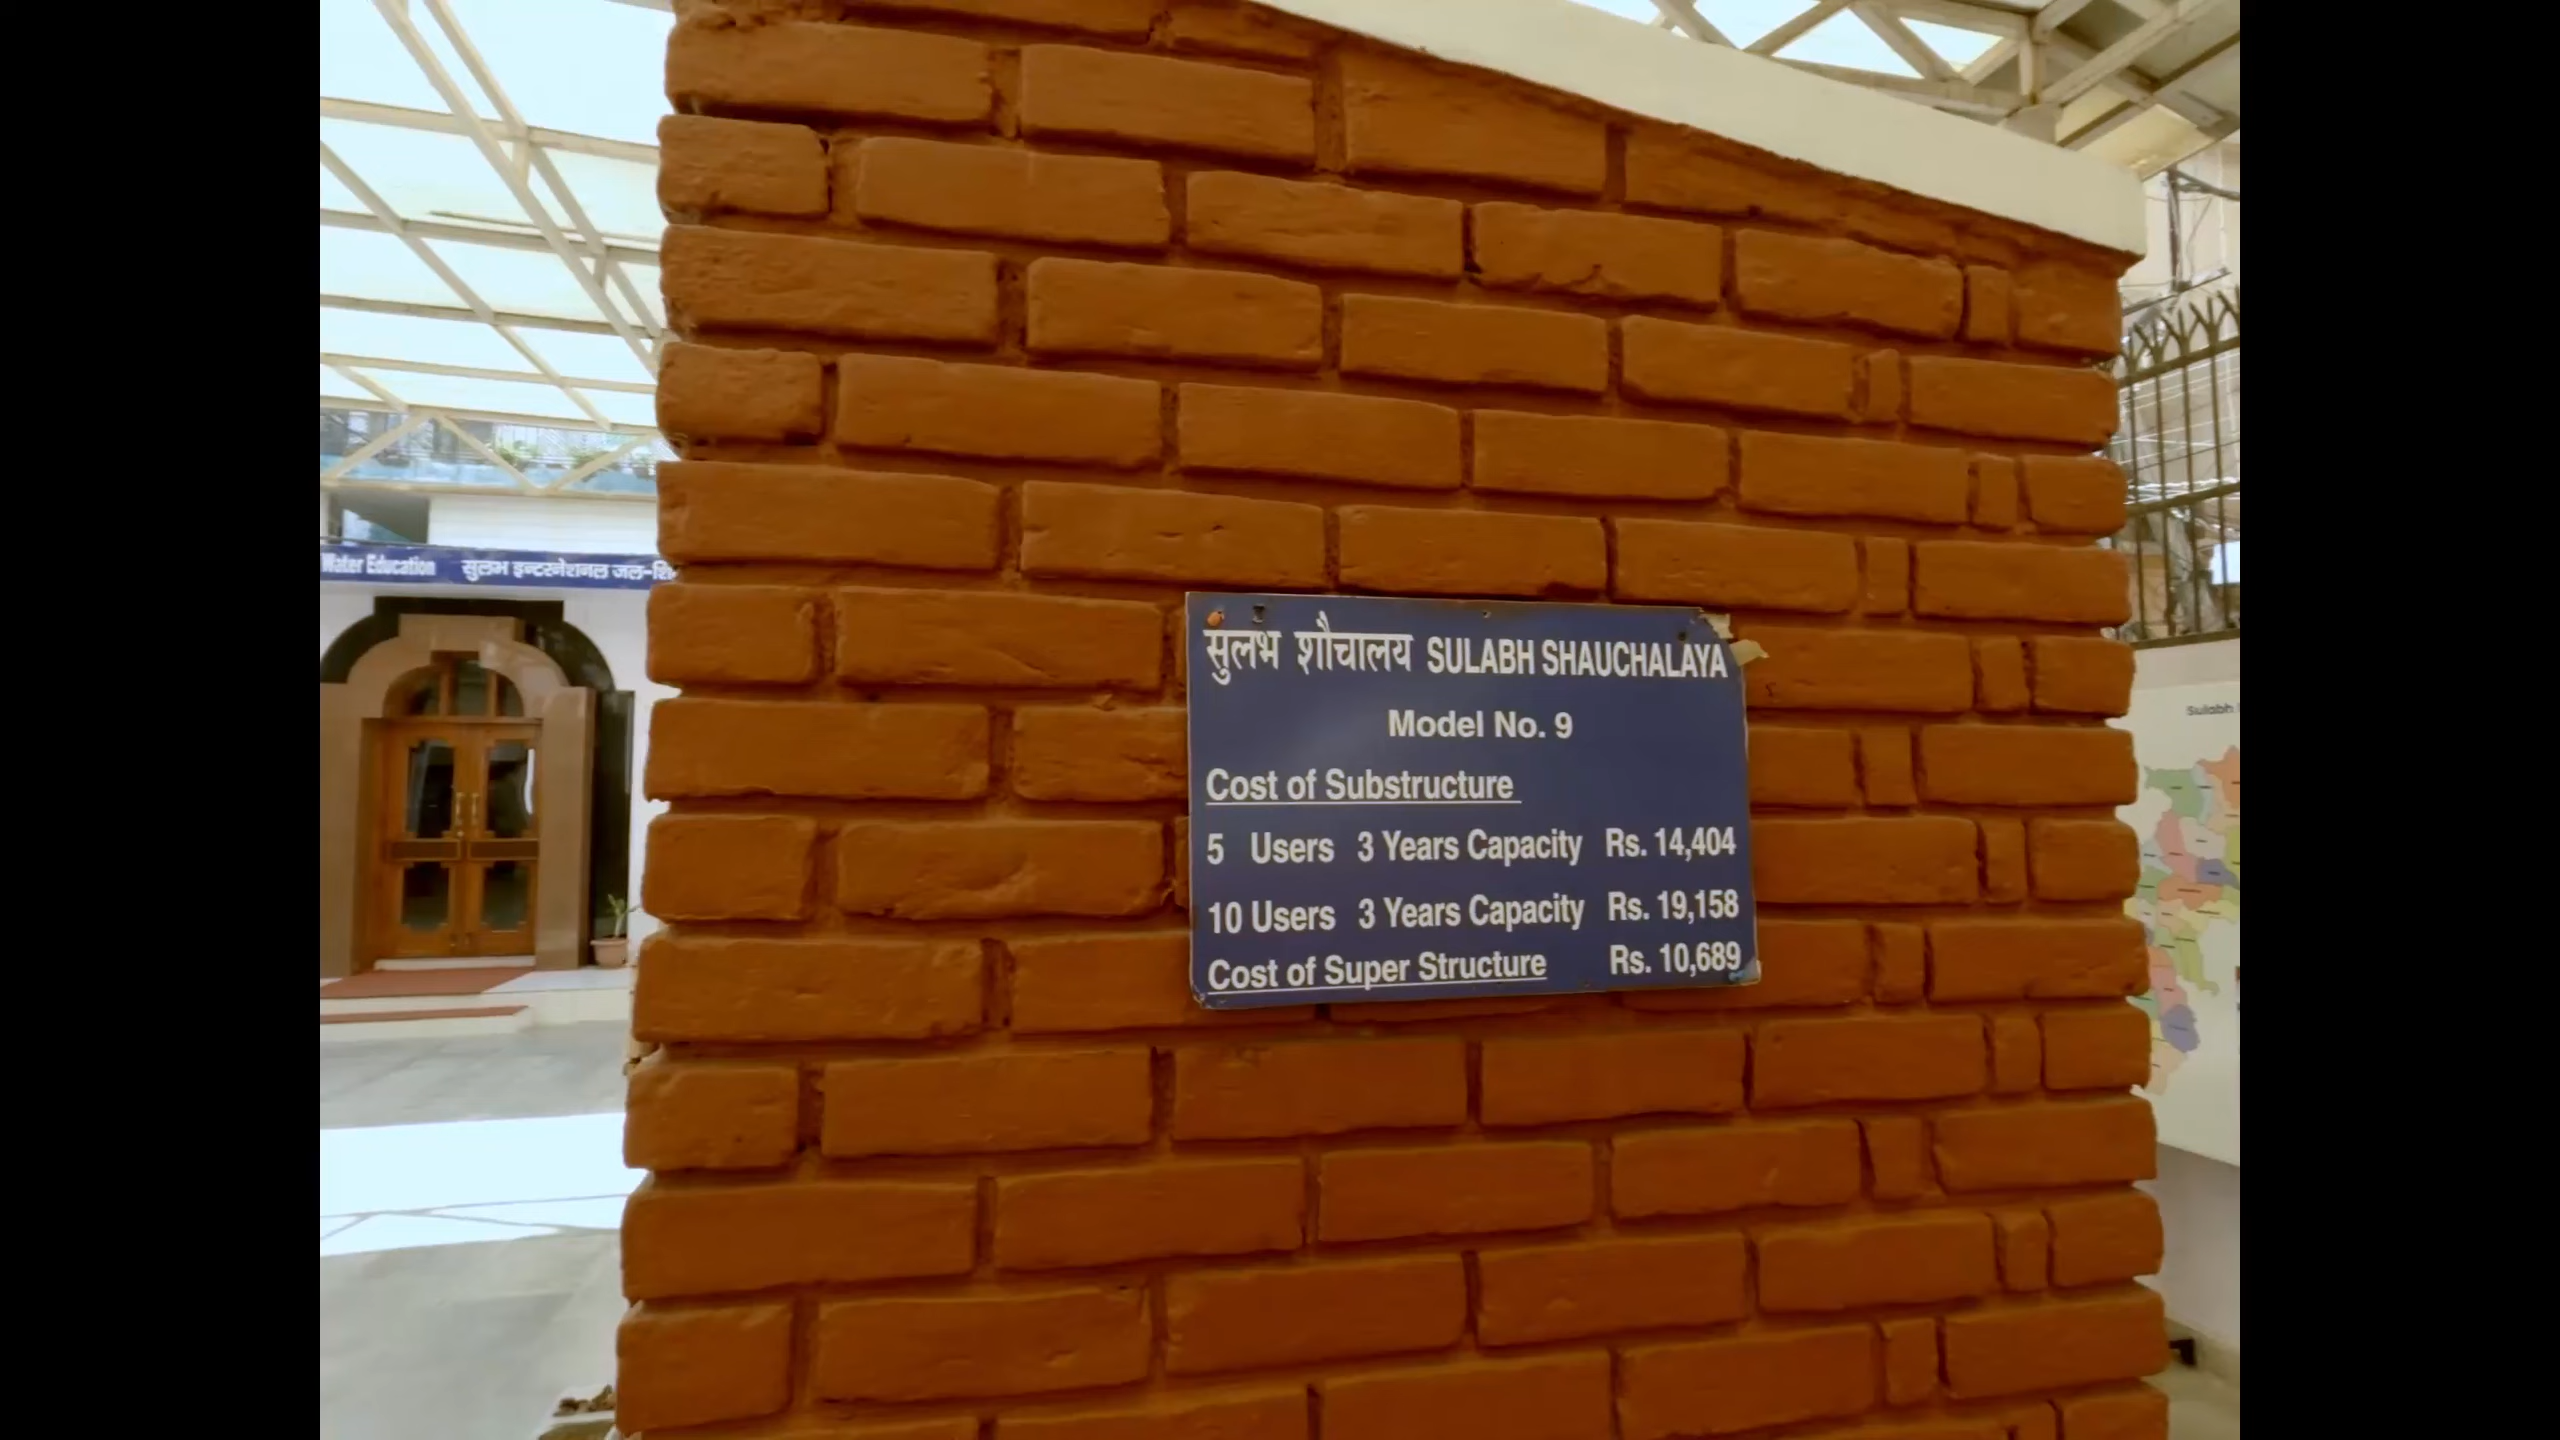 Water Education सुलभ इन्टरनेशनल
सुलभ शौचालय SULABH SHAUCHALAYA
Model No. 9
Cost of Substructure
5 Users 3 Years Capacity Rs. 14,404
10 Users 3 Years Capacity Rs. 19,158
Cost of Super Structure Rs. 10,689
Sulabh